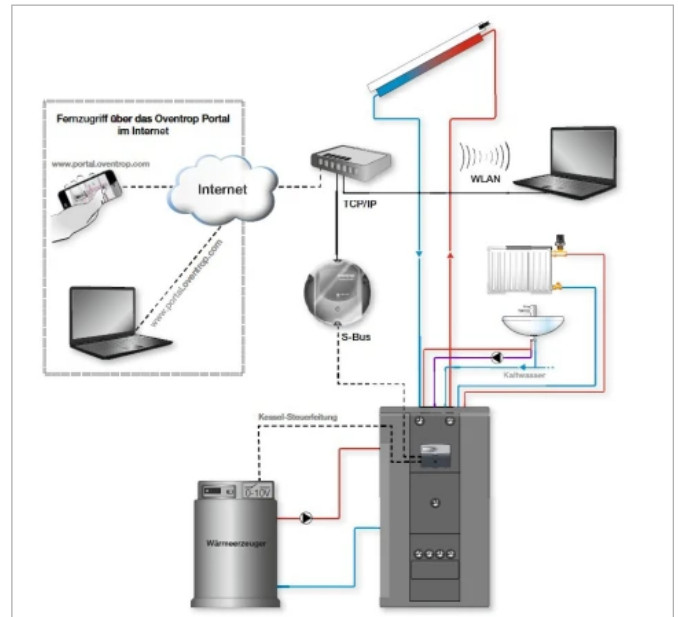 Fernzugriff über das Oventrop Portal
im Internet
www.portal.oventrop.com
Internet
www.portal.oventrop.com
TCP/IP
WLAN
S-Bus
Kaltwasser
Kessel-Steuerleitung
0-10V
Wärmeerzeuger